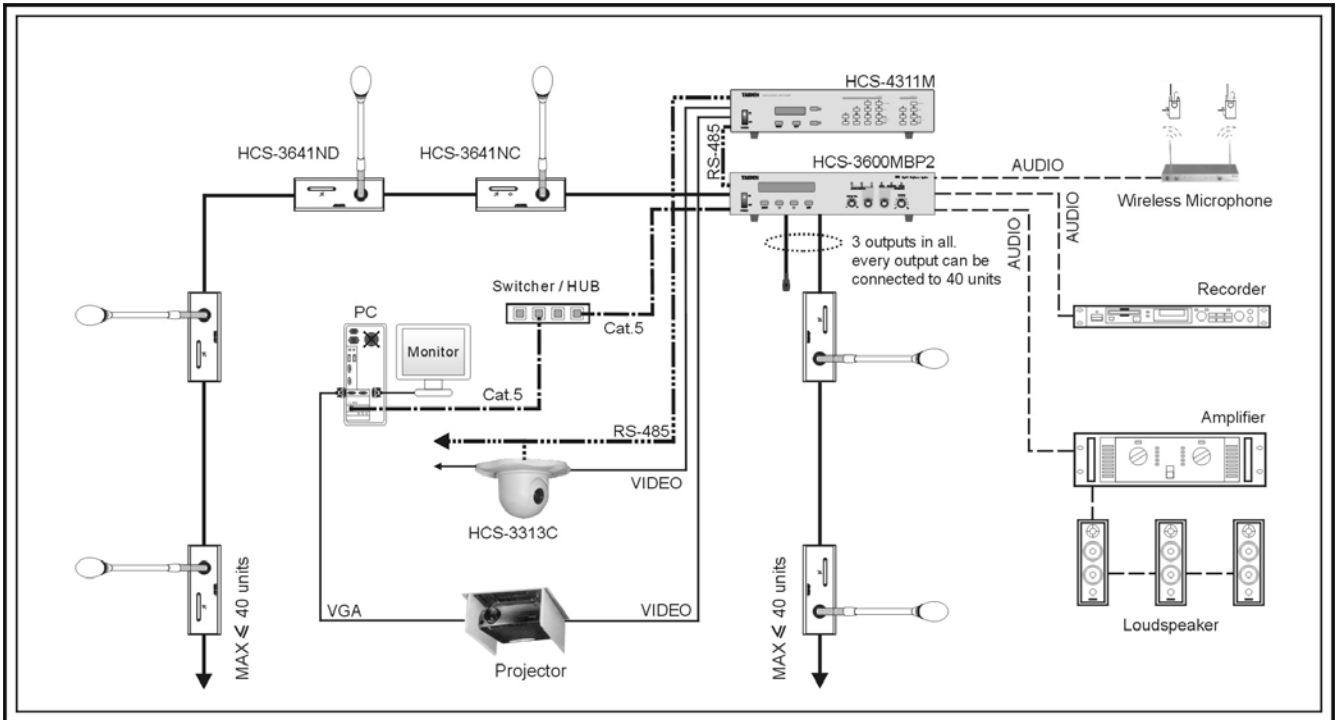 HCS-4311M
HCS-3641ND
HCS-3641NC
RS-485
HCS-3600MBP2
TAIDEN
TAIDEN
AUDIO
Wireless Microphone
AUDIO
AUDIO
3 outputs in all.
every output can be
connected to 40 units
Switcher / HUB
PC
Cat.5
Recorder
Monitor
Cat.5
RS-485
Amplifier
VIDEO
HCS-3313C
MAX ≤ 40 units
VGA
VIDEO
Projector
MAX ≤ 40 units
Loudspeaker